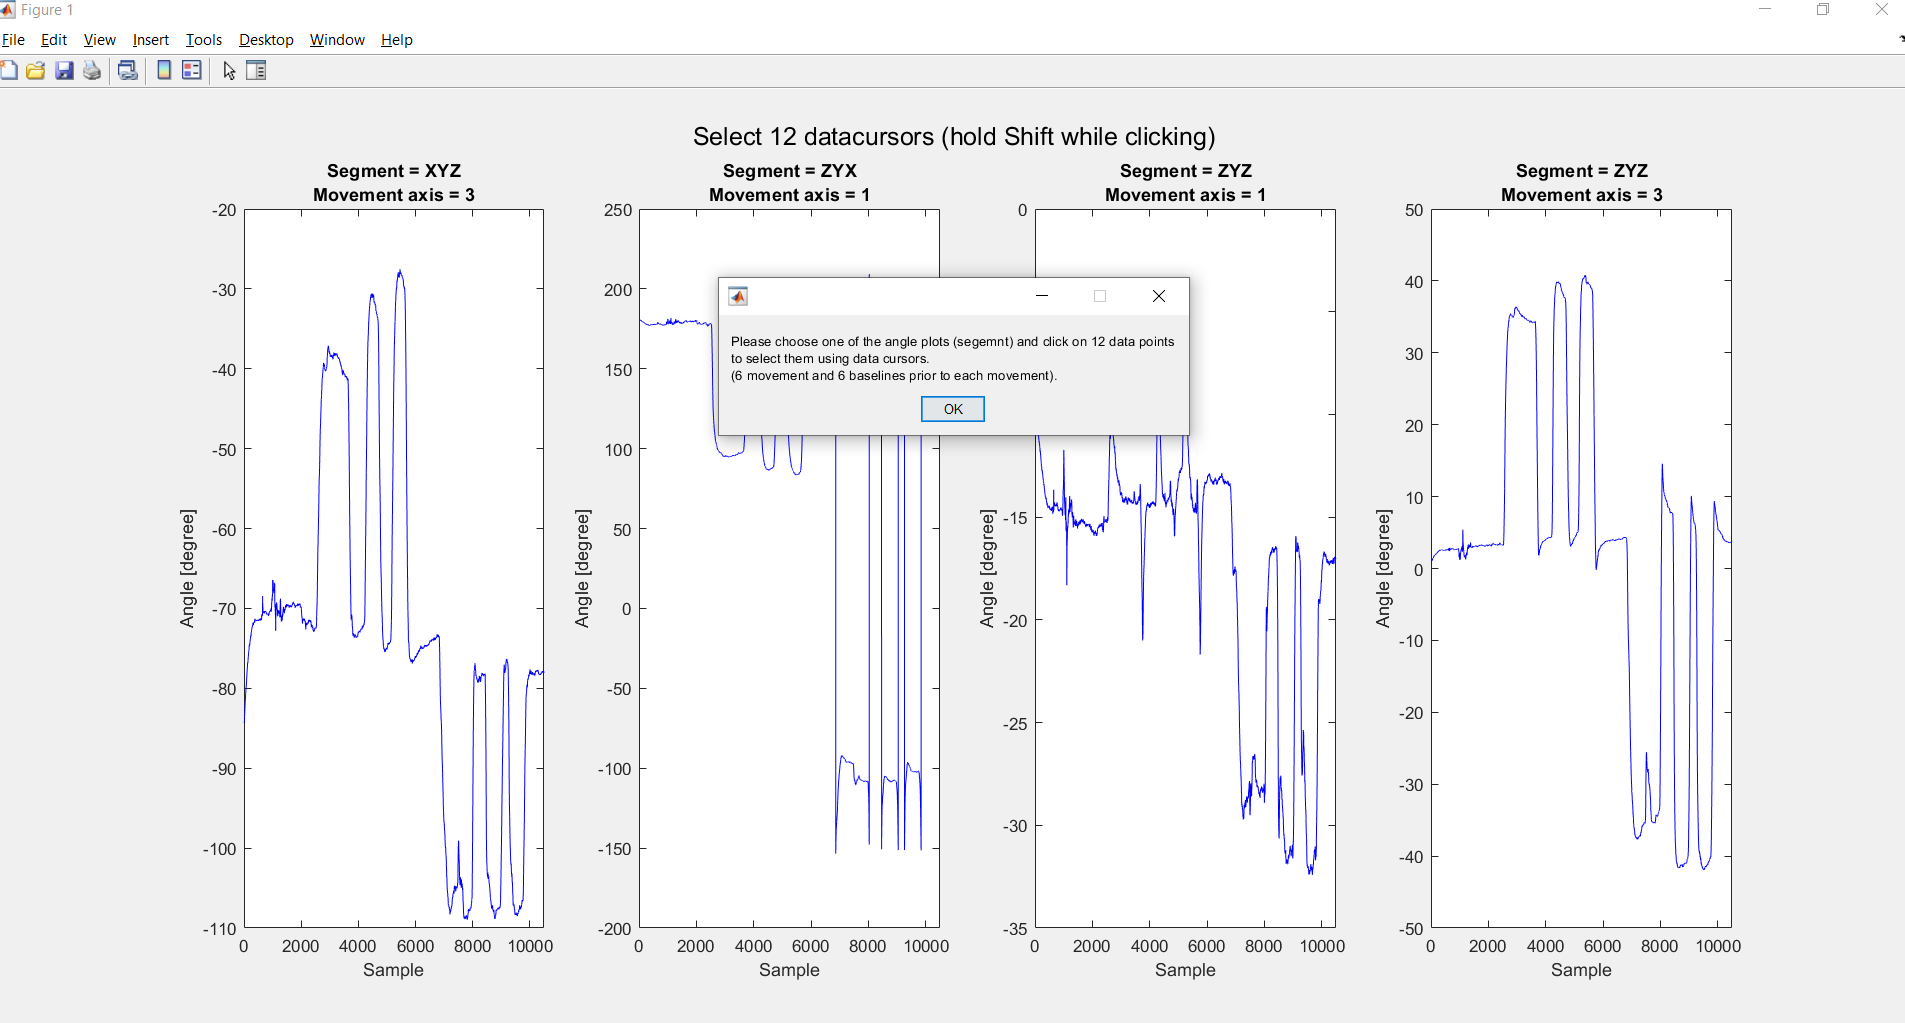 Figure 1
File Edit View Insert Tools Desktop Window Help
Select 12 datacursors (hold Shift while clicking)
Segment = XYZ
Movement axis = 3
-20
-30
-40
-50
-60
-70
-80
-90
-100
-110
Angle [degree]
0 2000 4000 6000 8000 10000
Sample
Segment = ZYX
Movement axis = 1
250
200
150
100
50
0
-50
-100
-150
-200
Angle [degree]
0 2000 4000 6000 8000 10000
Sample
Segment = ZYZ
Movement axis = 1
0
-15
-20
-25
-30
-35
Angle [degree]
0 2000 4000 6000 8000 10000
Sample
Segment = ZYZ
Movement axis = 3
50
40
30
20
10
0
-10
-20
-30
-40
-50
Angle [degree]
0 2000 4000 6000 8000 10000
Sample
Please choose one of the angle plots (segemnt) and click on 12 data points
to select them using data cursors.
(6 movement and 6 baselines prior to each movement).
OK